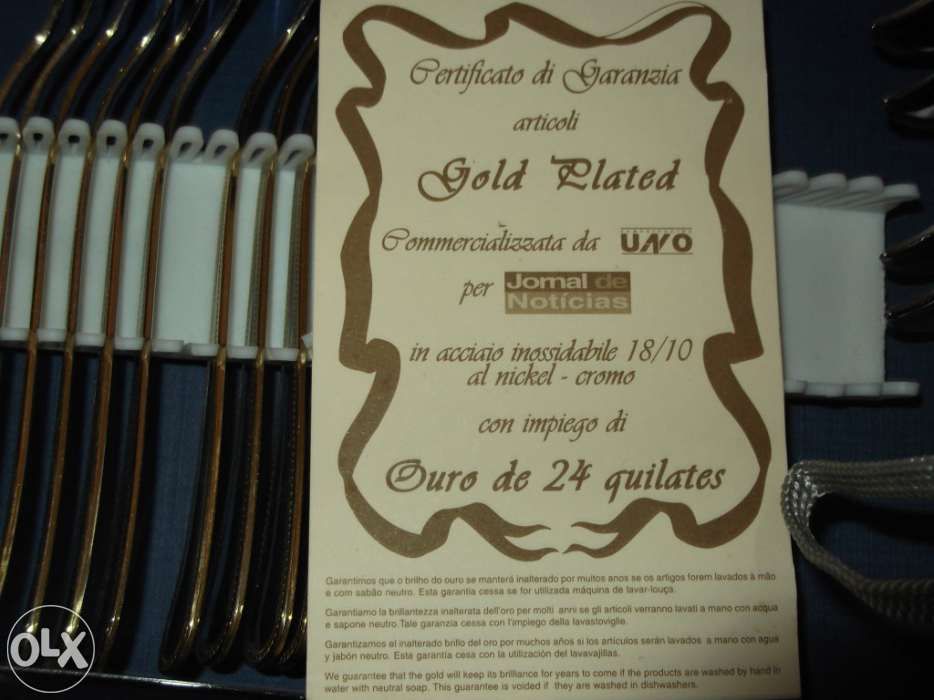 Certificato di Garanzia
articoli
Gold Plated
Commercializzata da UNO
per Jornal de
Notícias
in acciaio inossidabile 18/10
al nickel - cromo
con impiego di
Ouro de 24 quilates
Garantimos que o brilho do ouro se manterá inalterado por muitos anos se os artigos forem lavados à mão
e com sabão neutro. Esta garantia cessa se for utilizada máquina de lavar-louça.
Garantiamo la brillantezza inalterata dell'oro per molti anni se gli articoli verranno lavati a mano con acqua
e sapone neutro. Tale garanzia cessa con l'impiego della lavastoviglie.
Garantizamos el inalterado brillo del oro por muchos años si los artículos serán lavados a mano con agua
y jabón neutro. Esta garantía cesa con la utilización del lavavajillas.
We guarantee that the gold will keep its brilliance for years to come if the products are washed by hand in
water with neutral soap. This guarantee is voided if they are washed in dishwashers.
OLX